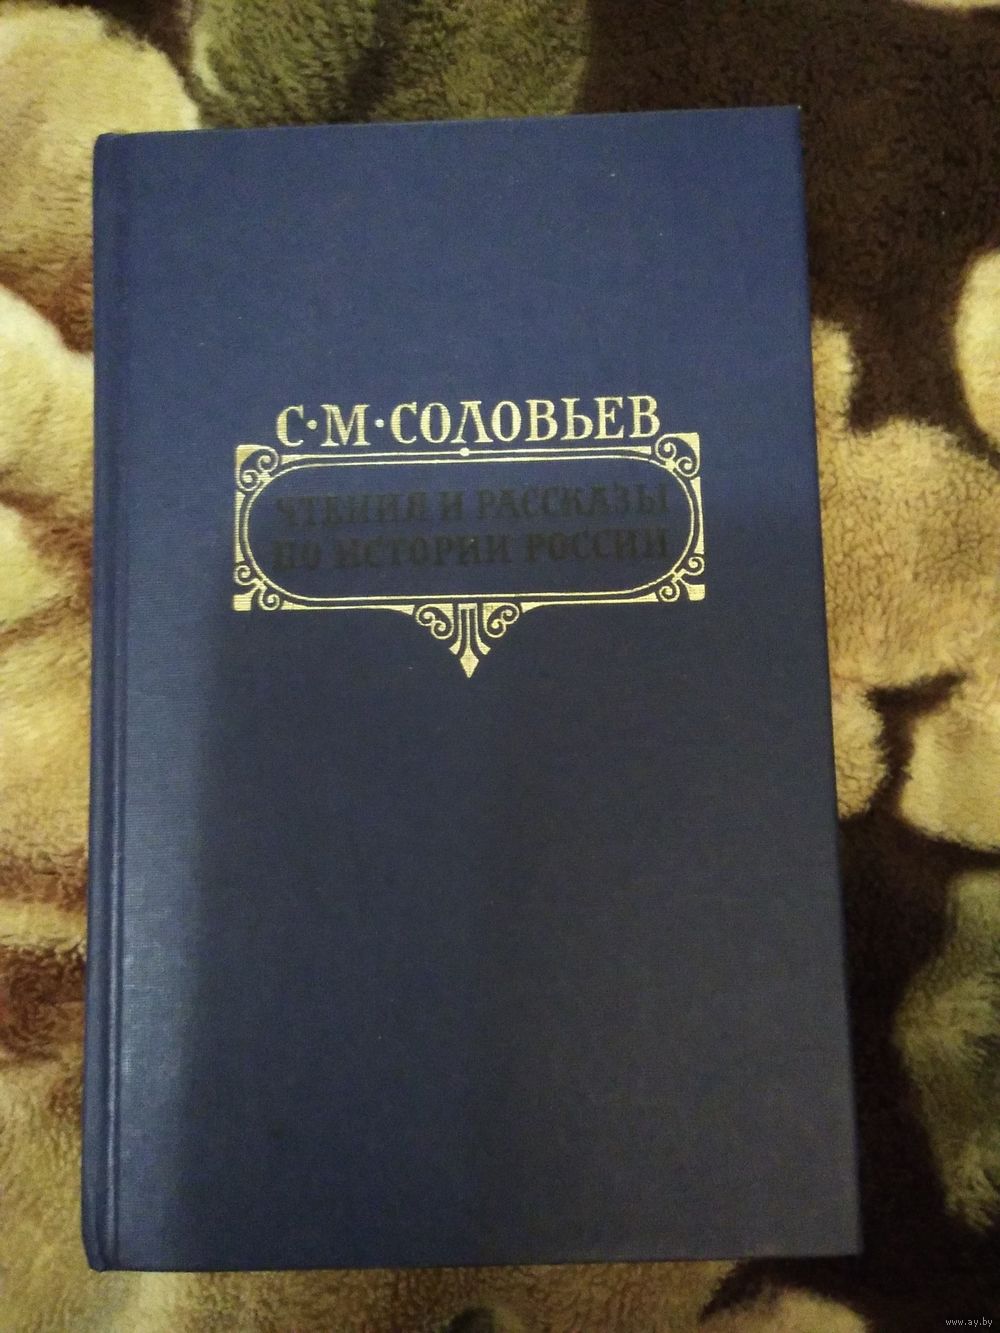 С·М·СОЛОВЬЕВ
ЧТЕНИЯ И РАССКАЗЫ
ПО ИСТОРИИ РОССИИ
www.ay.by